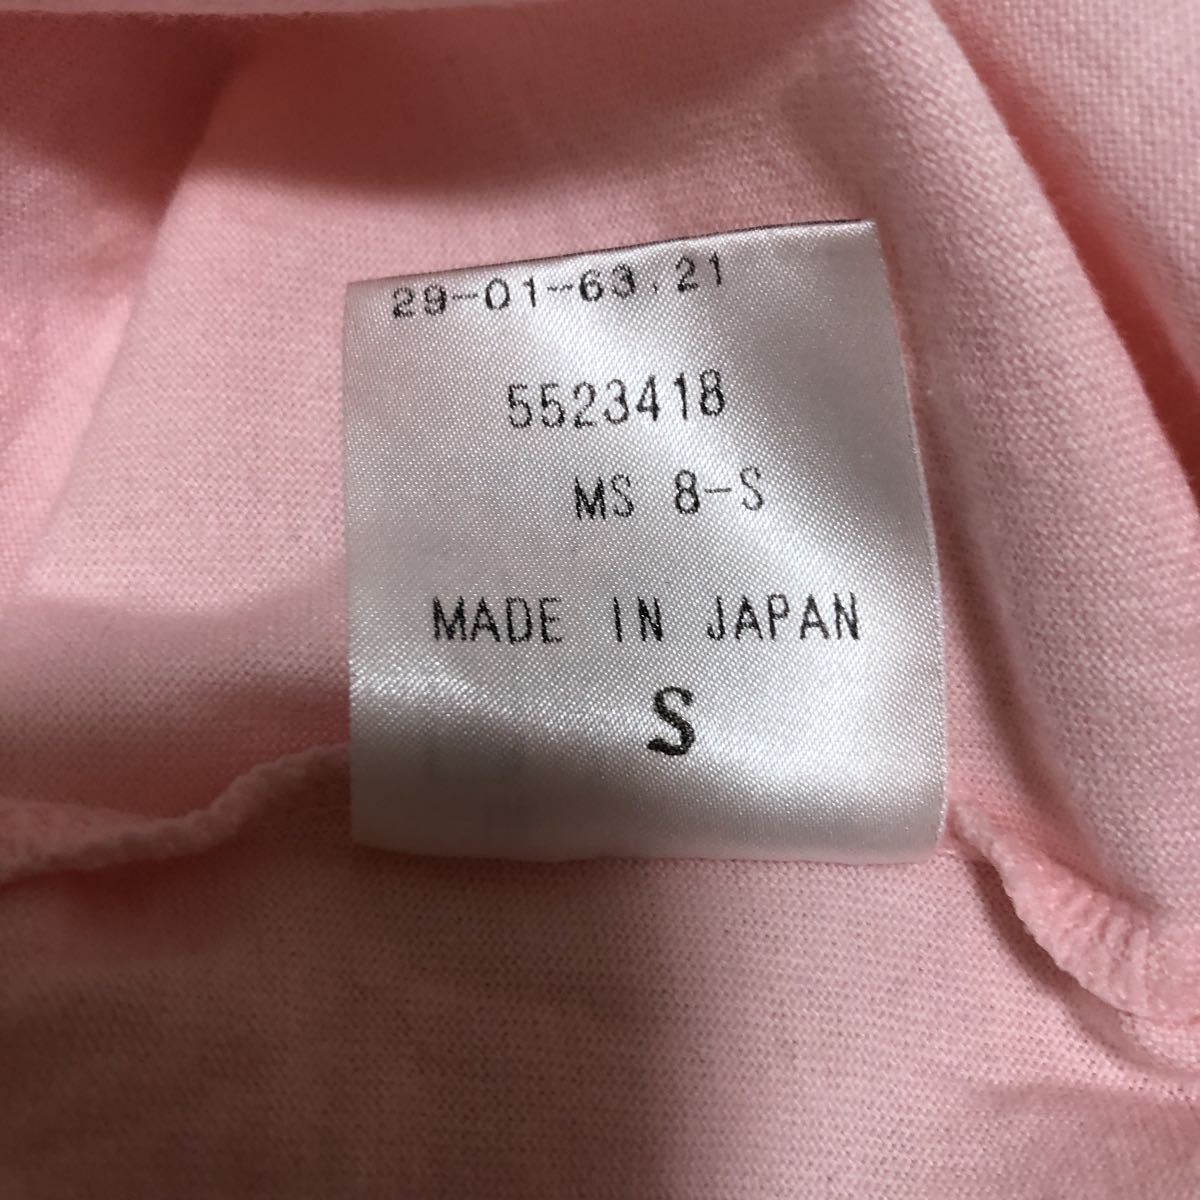 29-01-63.21
5523418
MS 8-S
MADE IN JAPAN
S